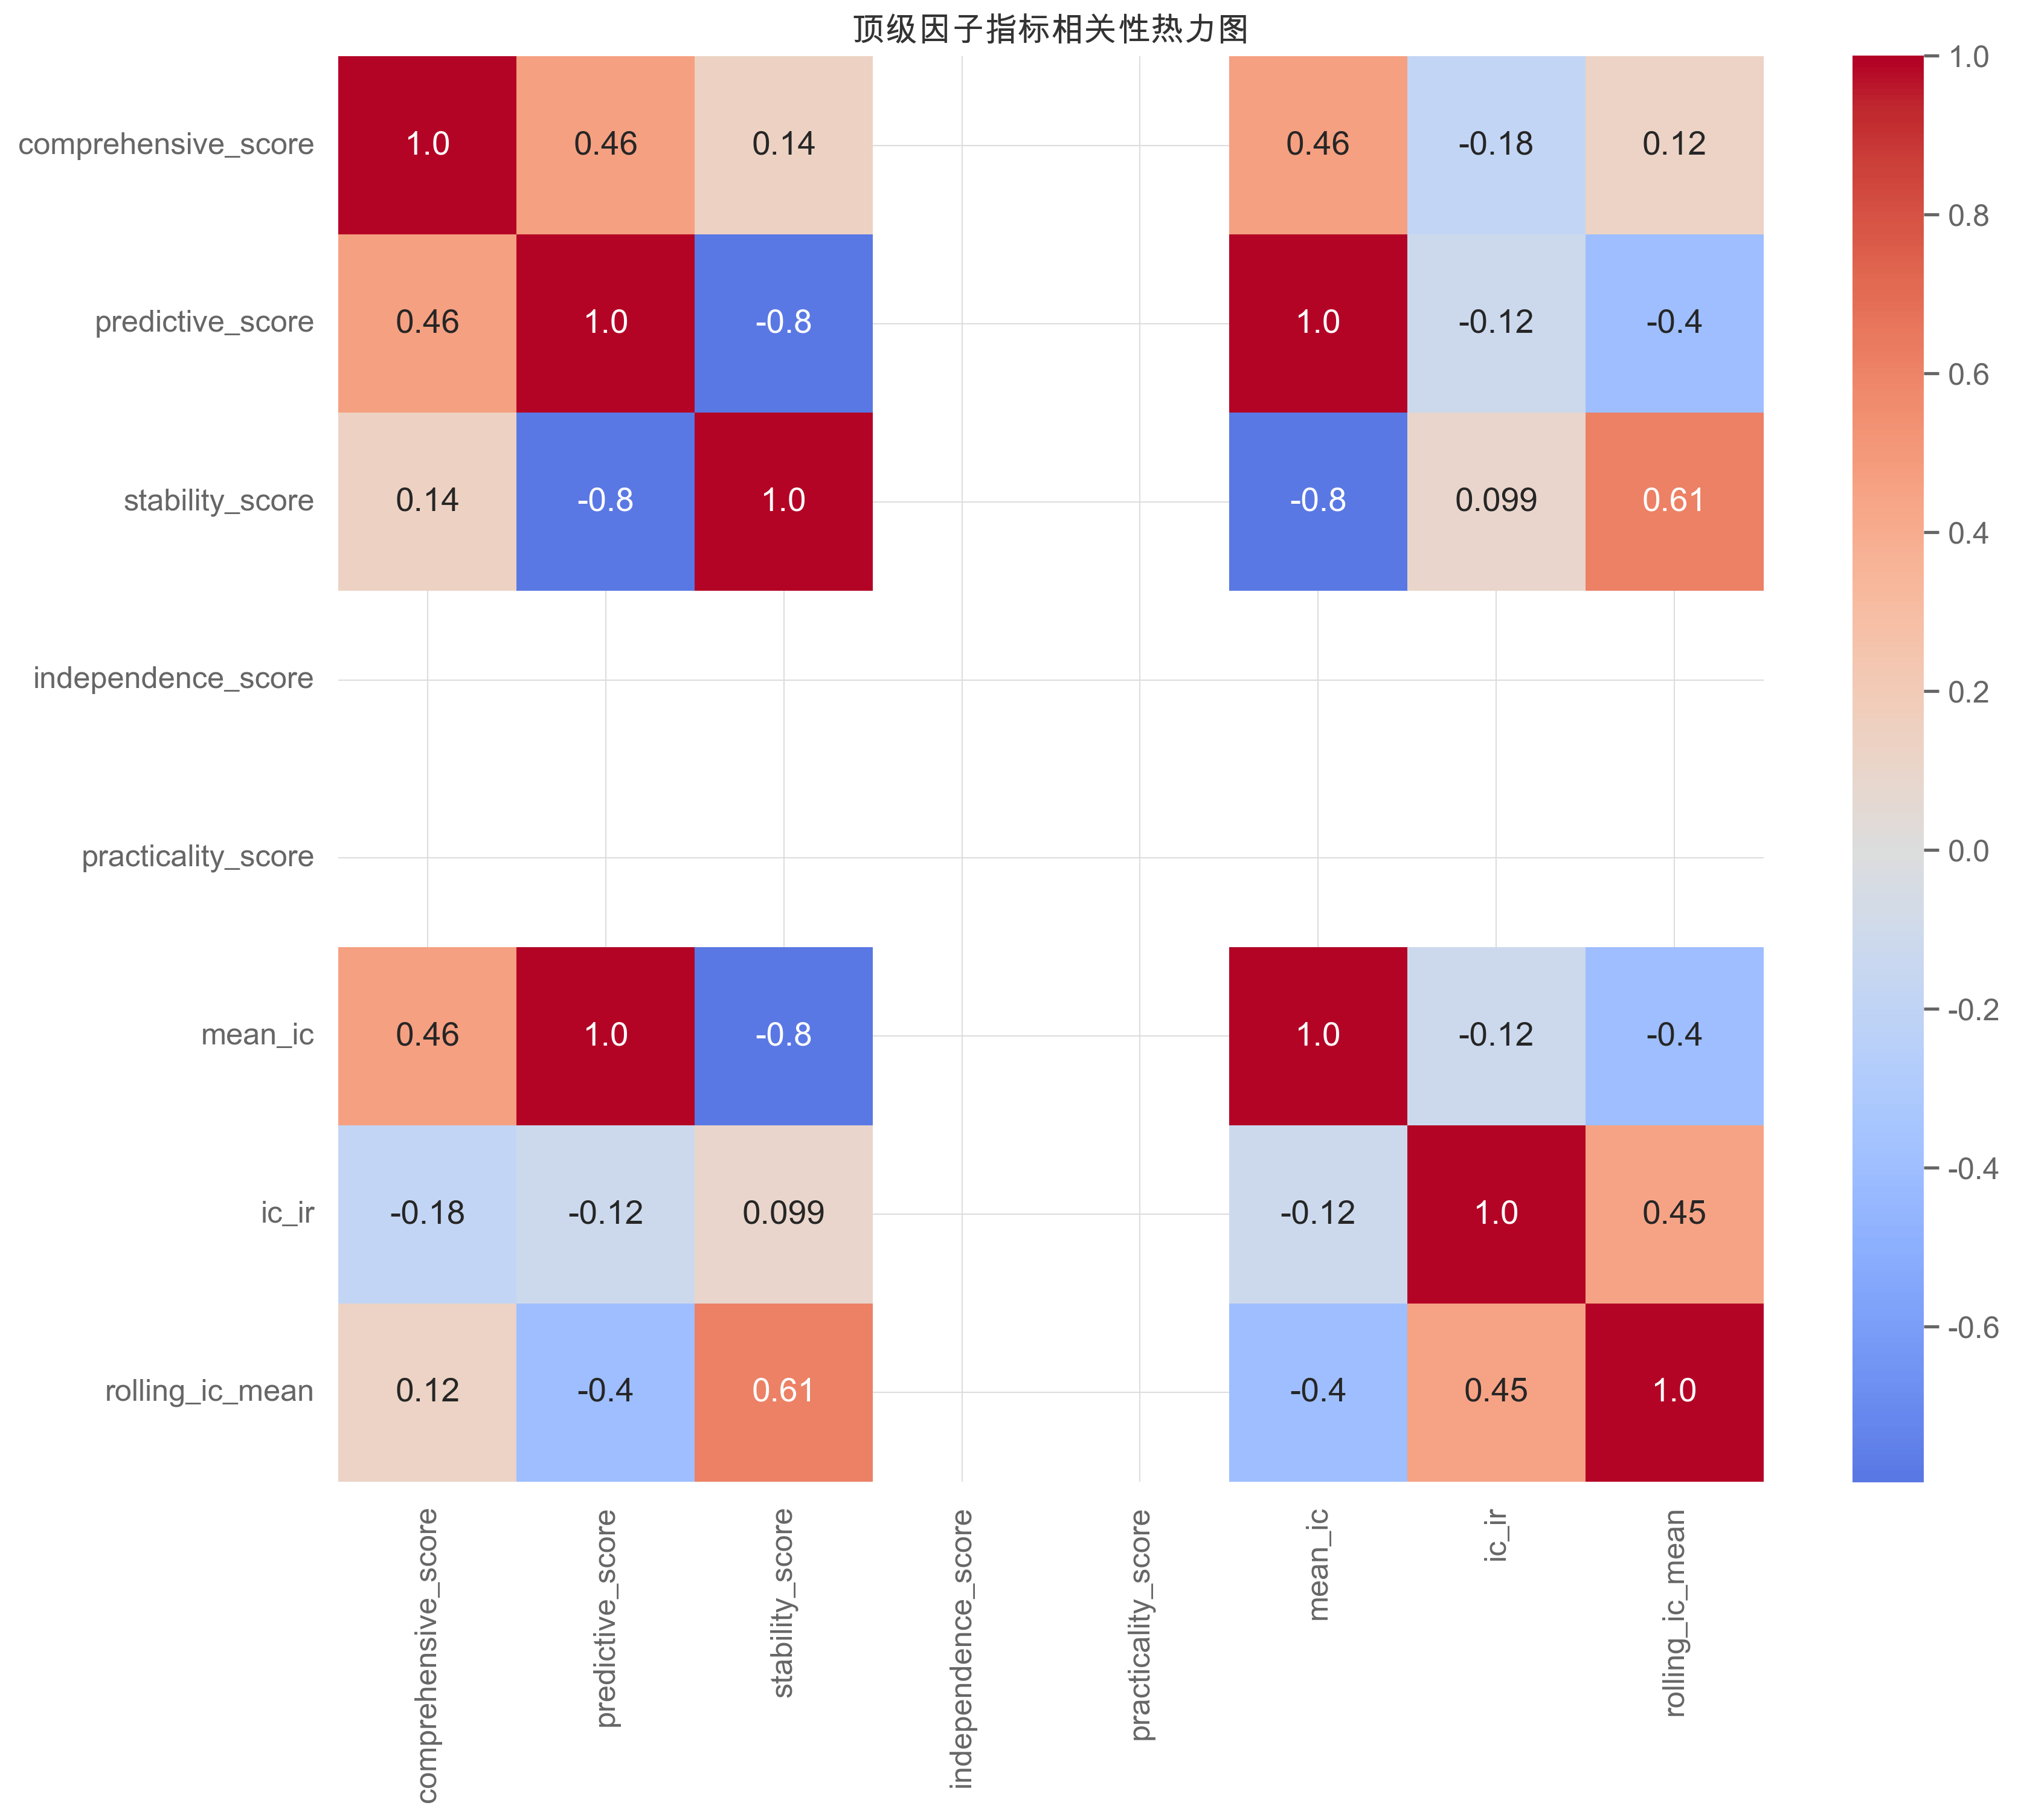 顶级因子指标相关性热力图
comprehensive_score 1.0 0.46 0.14 0.46 -0.18 0.12
predictive_score 0.46 1.0 -0.8 1.0 -0.12 -0.4
stability_score 0.14 -0.8 1.0 -0.8 0.099 0.61
independence_score
practicality_score
mean_ic 0.46 1.0 -0.8 1.0 -0.12 -0.4
ic_ir -0.18 -0.12 0.099 -0.12 1.0 0.45
rolling_ic_mean 0.12 -0.4 0.61 -0.4 0.45 1.0
comprehensive_score
predictive_score
stability_score
independence_score
practicality_score
mean_ic
ic_ir
rolling_ic_mean
1.0
0.8
0.6
0.4
0.2
0.0
-0.2
-0.4
-0.6